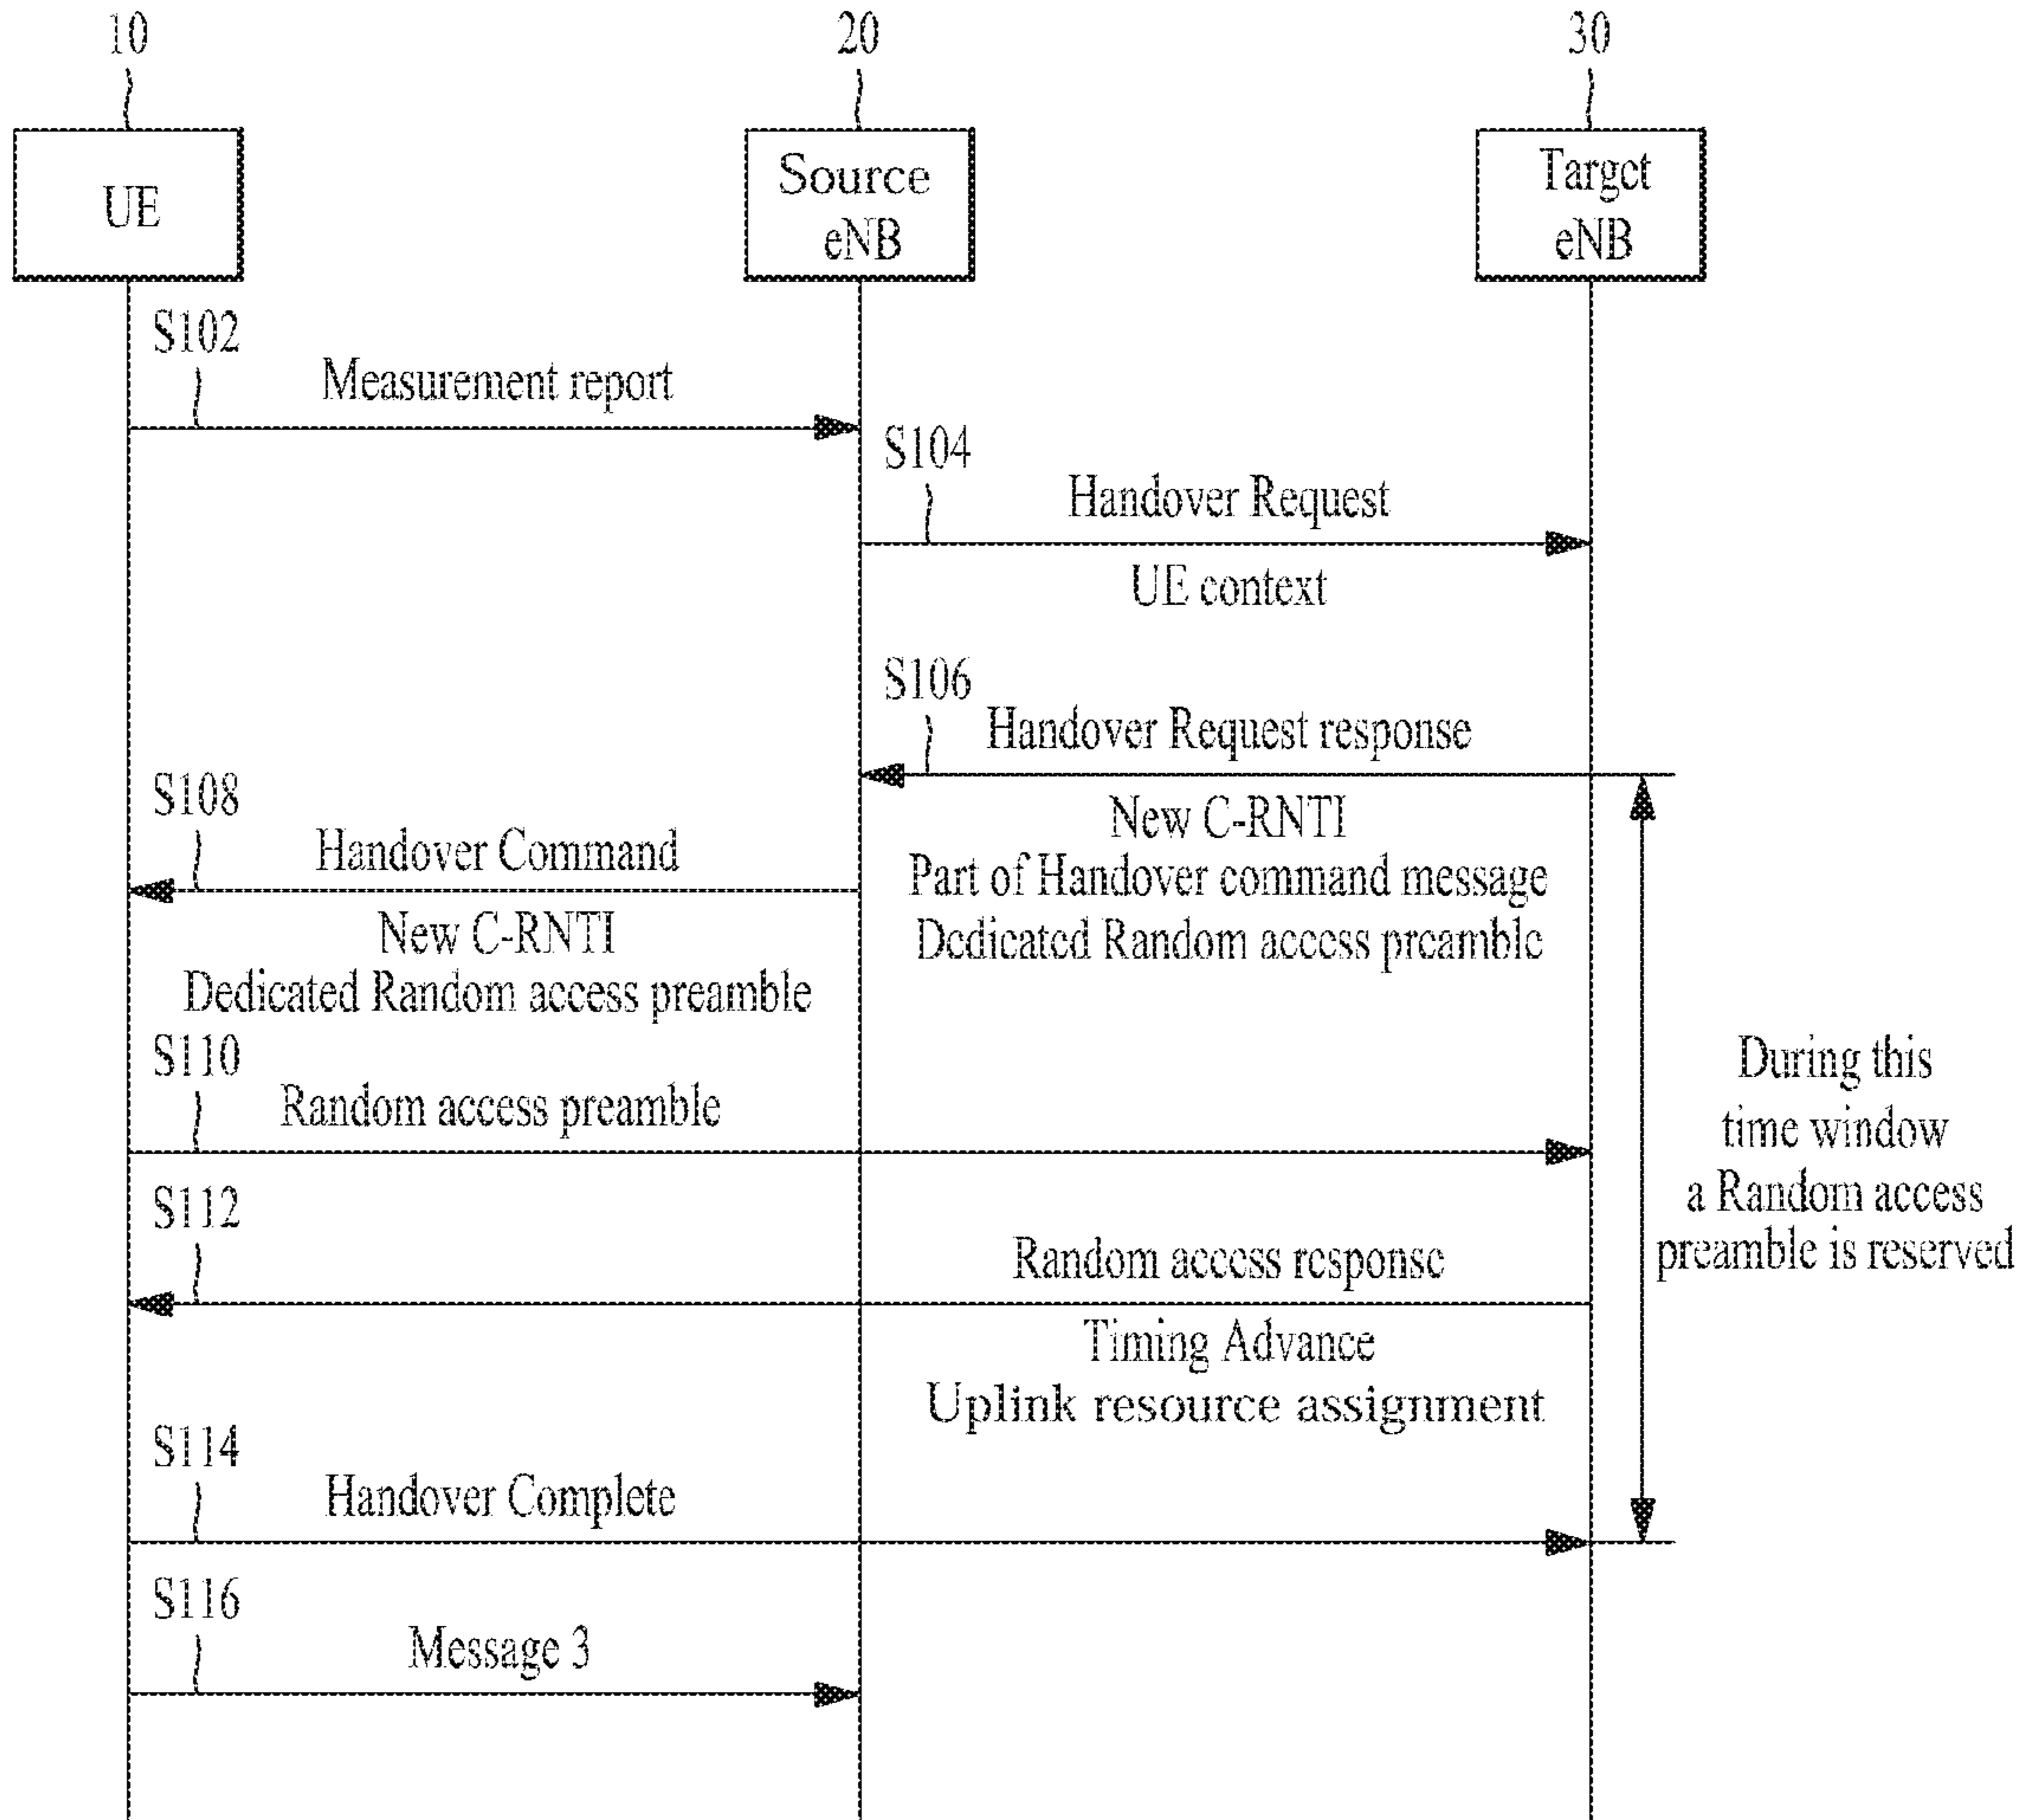 10
20
30
UE
Source
eNB
Target
eNB
S102
Measurement report
S104
Handover Request
UE context
S106
Handover Request response
New C-RNTI
Part of Handover command message
Dedicated Random access preamble
S108
Handover Command
New C-RNTI
Dedicated Random access preamble
S110
Random access preamble
During this
time window
a Random access
preamble is reserved
S112
Random access response
Timing Advance
Uplink resource assignment
S114
Handover Complete
S116
Message 3